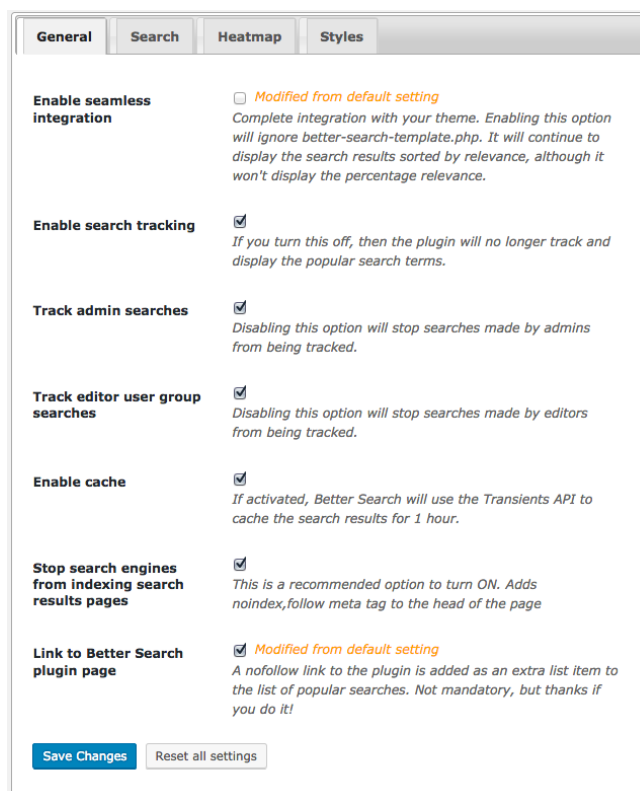 General Search Heatmap Styles
Enable seamless integration
Modified from default setting
Complete integration with your theme. Enabling this option
will ignore better-search-template.php. It will continue to
display the search results sorted by relevance, although it
won't display the percentage relevance.
Enable search tracking
If you turn this off, then the plugin will no longer track and
display the popular search terms.
Track admin searches
Disabling this option will stop searches made by admins
from being tracked.
Track editor user group
searches
Disabling this option will stop searches made by editors
from being tracked.
Enable cache
If activated, Better Search will use the Transients API to
cache the search results for 1 hour.
Stop search engines
from indexing search
results pages
This is a recommended option to turn ON. Adds
noindex,follow meta tag to the head of the page
Link to Better Search
plugin page
Modified from default setting
A nofollow link to the plugin is added as an extra list item to
the list of popular searches. Not mandatory, but thanks if
you do it!
Save Changes Reset all settings